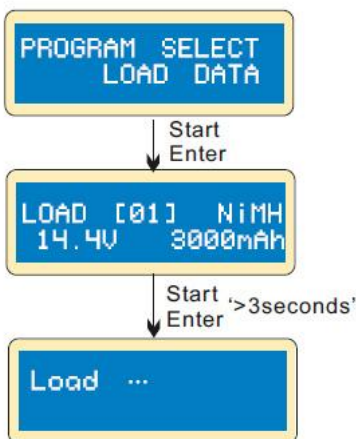 PROGRAM SELECT
LOAD DATA
Start
Enter
LOAD [01] NiMH
14.4V 3000mAh
Start
Enter '>3seconds'
Load ...